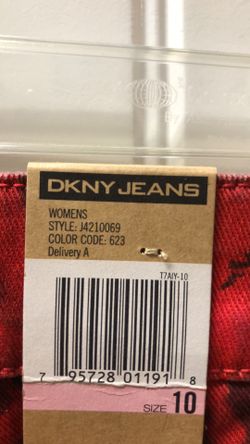 DKNY JEANS
WOMENS
STYLE: J4210069
COLOR CODE: 623
Delivery A
T7AIY-10
7 95728 01191 8
SIZE 10